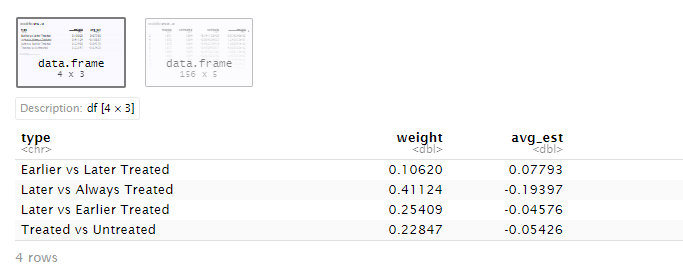 data.frame
4 x 3
data.frame
156 x 5
Description: df [4 × 3]
type weight avg_est
<chr> <dbl> <dbl>
Earlier vs Later Treated 0.10620 0.07793
Later vs Always Treated 0.41124 -0.19397
Later vs Earlier Treated 0.25409 -0.04576
Treated vs Untreated 0.22847 -0.05426
4 rows